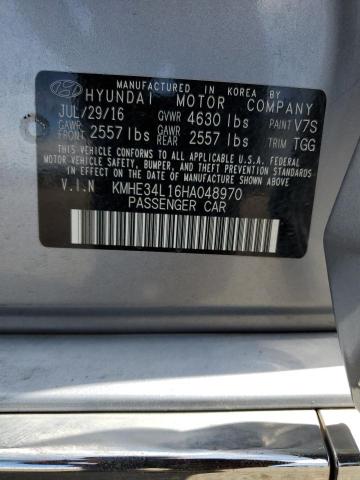 MANUFACTURED IN KOREA BY
HYUNDAI MOTOR COMPANY
JUL/29/16 GVWR 4630 lbs PAINT V7S
GAWR FRONT 2557 lbs GAWR REAR 2557 lbs TRIM TGG
THIS VEHICLE CONFORMS TO ALL APPLICABLE U.S.A. FEDERAL
MOTOR VEHICLE SAFETY, BUMPER, AND THEFT PREVENTION STANDARDS
IN EFFECT ON THE DATE OF MANUFACTURE SHOWN ABOVE.
V.I.N KMHE34L16HA048970
PASSENGER CAR